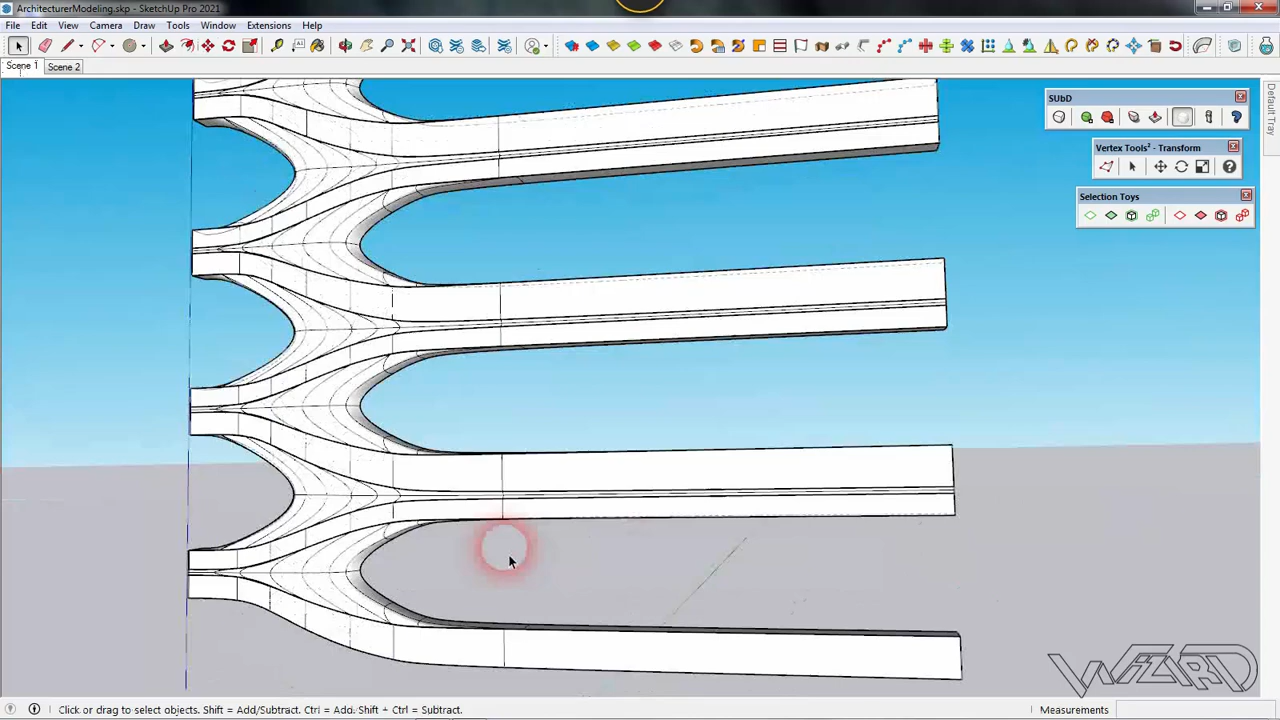 ArchitecturerModeling.skp - SketchUp Pro 2021
File Edit View Camera Draw Tools Window Extensions Help
Scene 1 Scene 2
Default Tray
SUbD
Vertex Tools² - Transform
Selection Toys
WIZARD
Click or drag to select objects. Shift = Add/Subtract. Ctrl = Add. Shift + Ctrl = Subtract.
Measurements